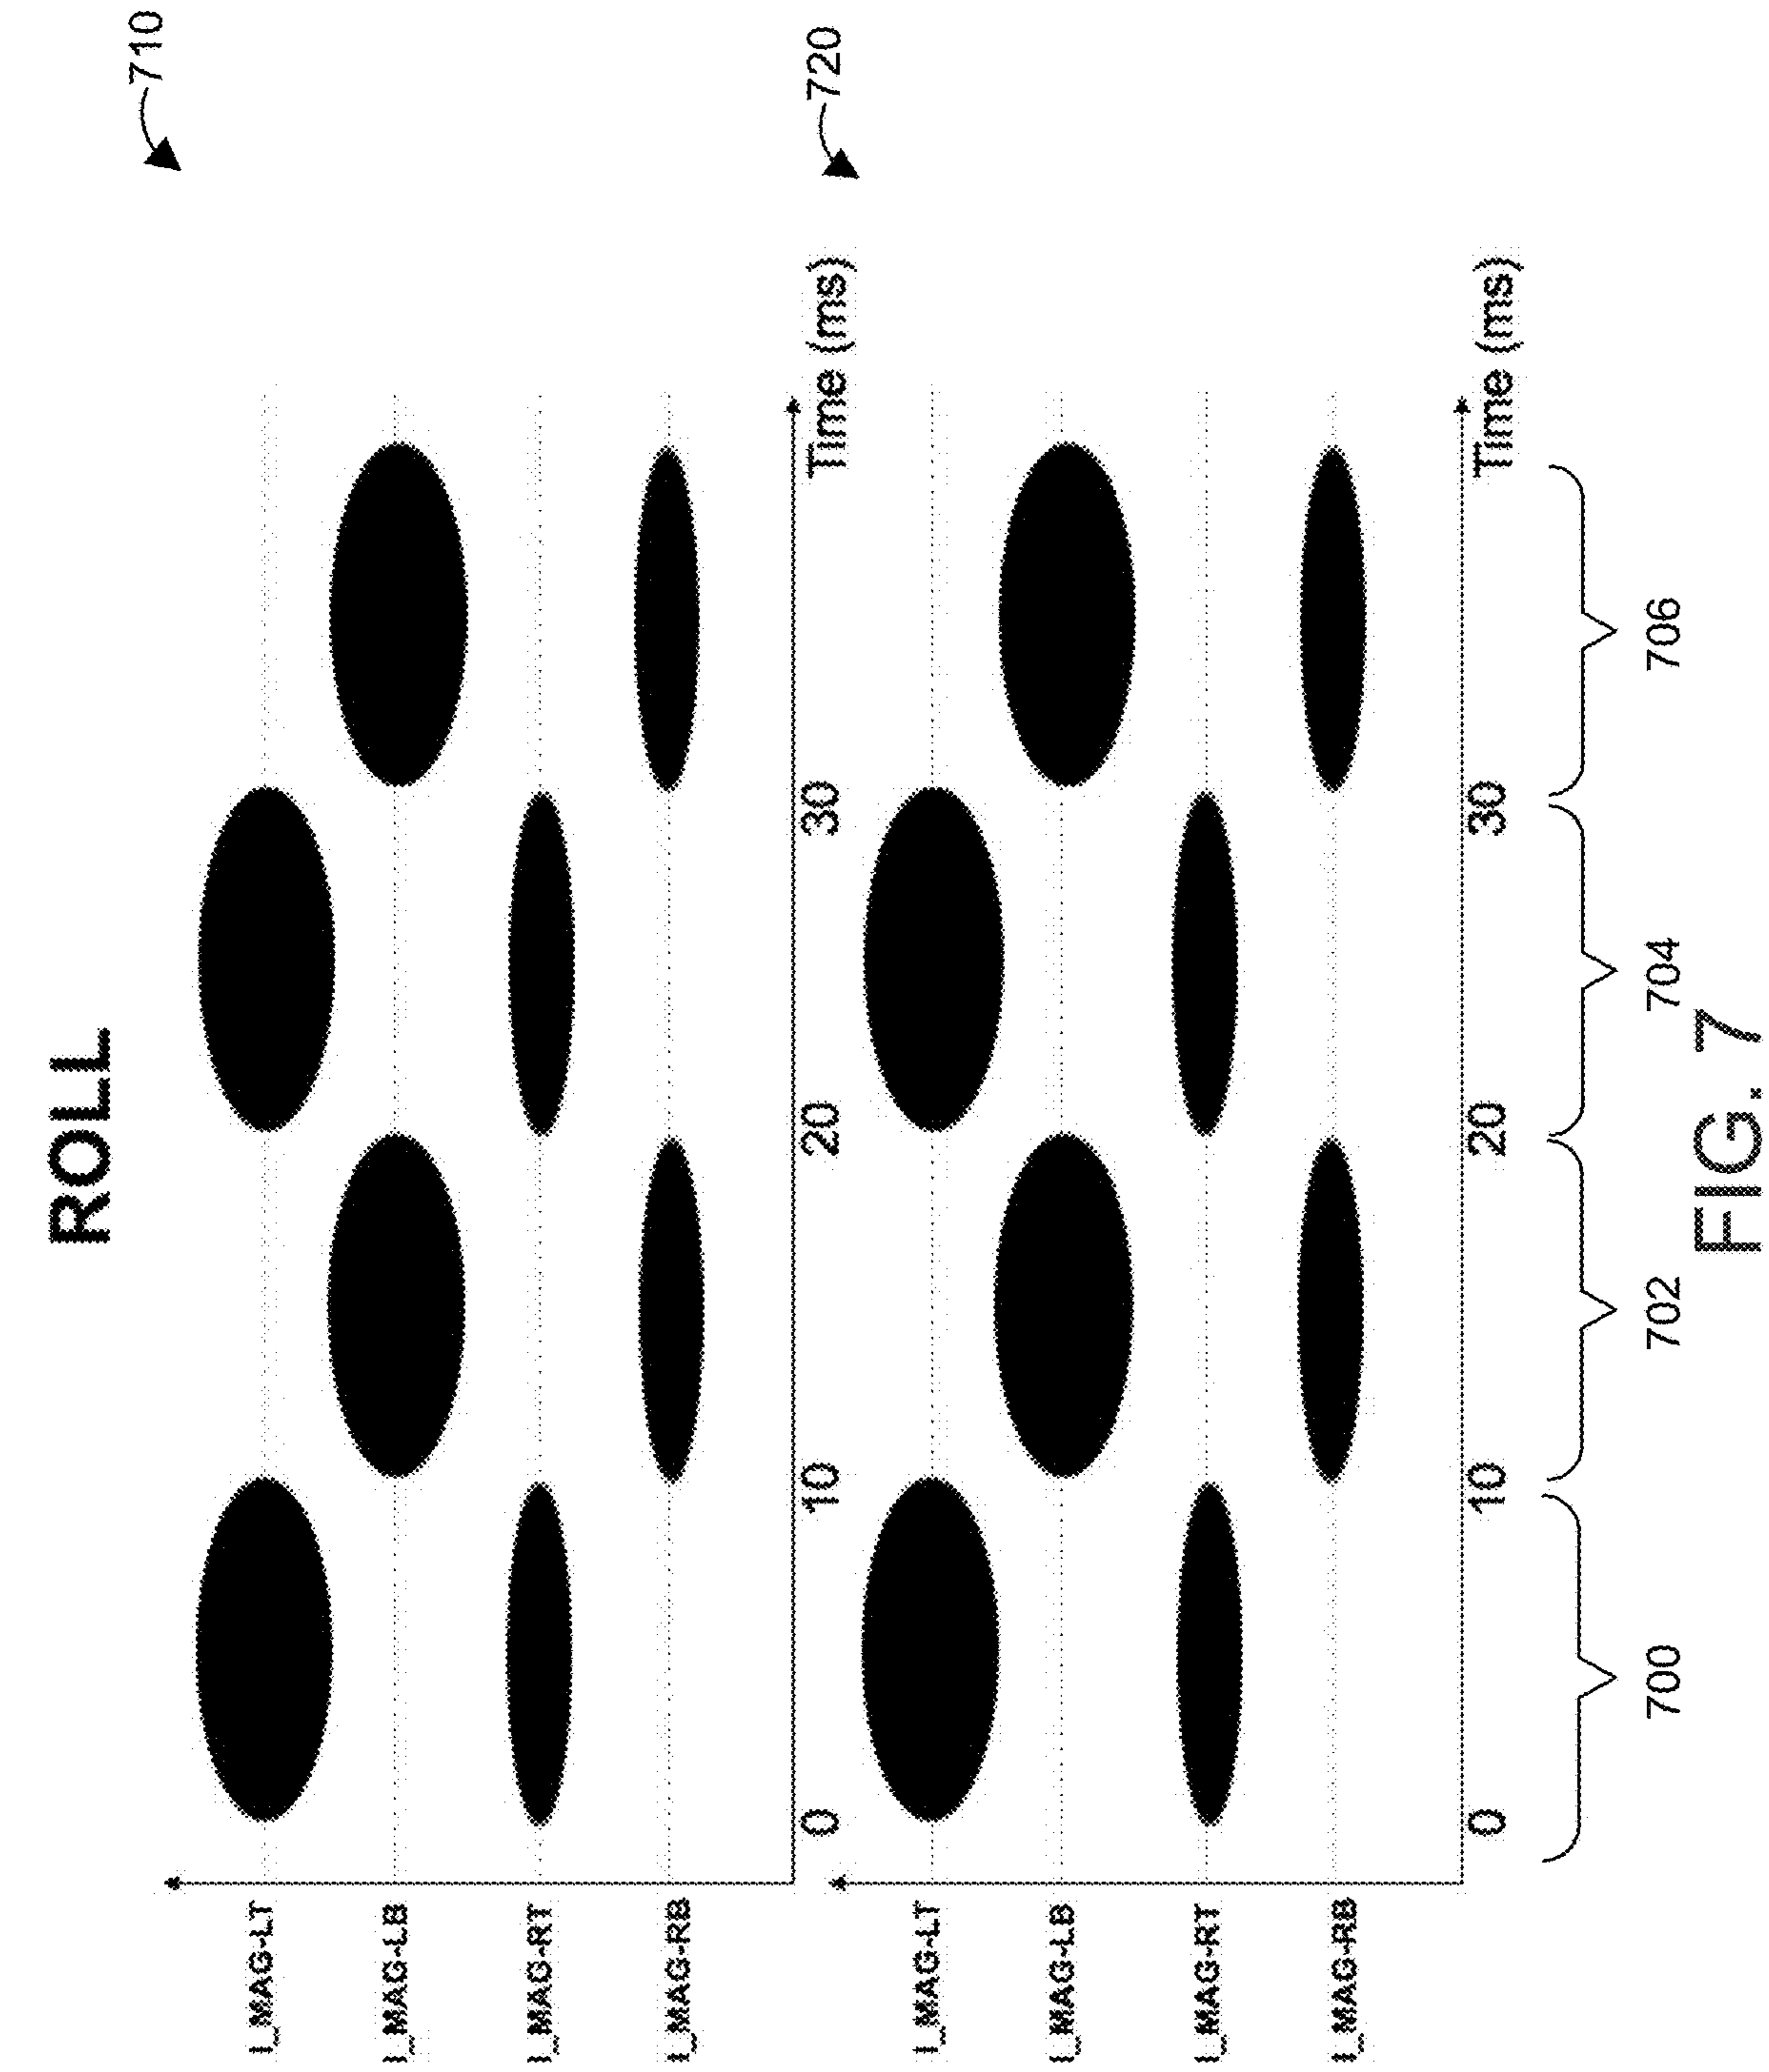 ROLL
710
I_MAG-LT
I_MAG-LB
I_MAG-RT
I_MAG-RB
0 10 20 30
Time (ms)
720
I_MAG-LT
I_MAG-LB
I_MAG-RT
I_MAG-RB
0 10 20 30
Time (ms)
700 702 704 706
FIG. 7